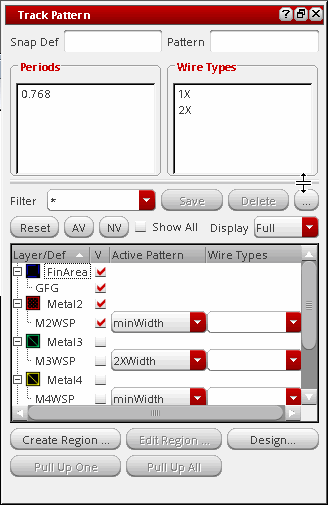 Track Pattern ?
Snap Def Pattern
Periods Wire Types
0.768 1X
2X
Filter * Save Delete ...
Reset AV NV Show All Display Full
Layer/Def V Active Pattern Wire Types
FinArea
GFG
Metal2
M2WSP minWidth
Metal3
M3WSP 2XWidth
Metal4
M4WSP minWidth
Create Region ... Edit Region ... Design...
Pull Up One Pull Up All